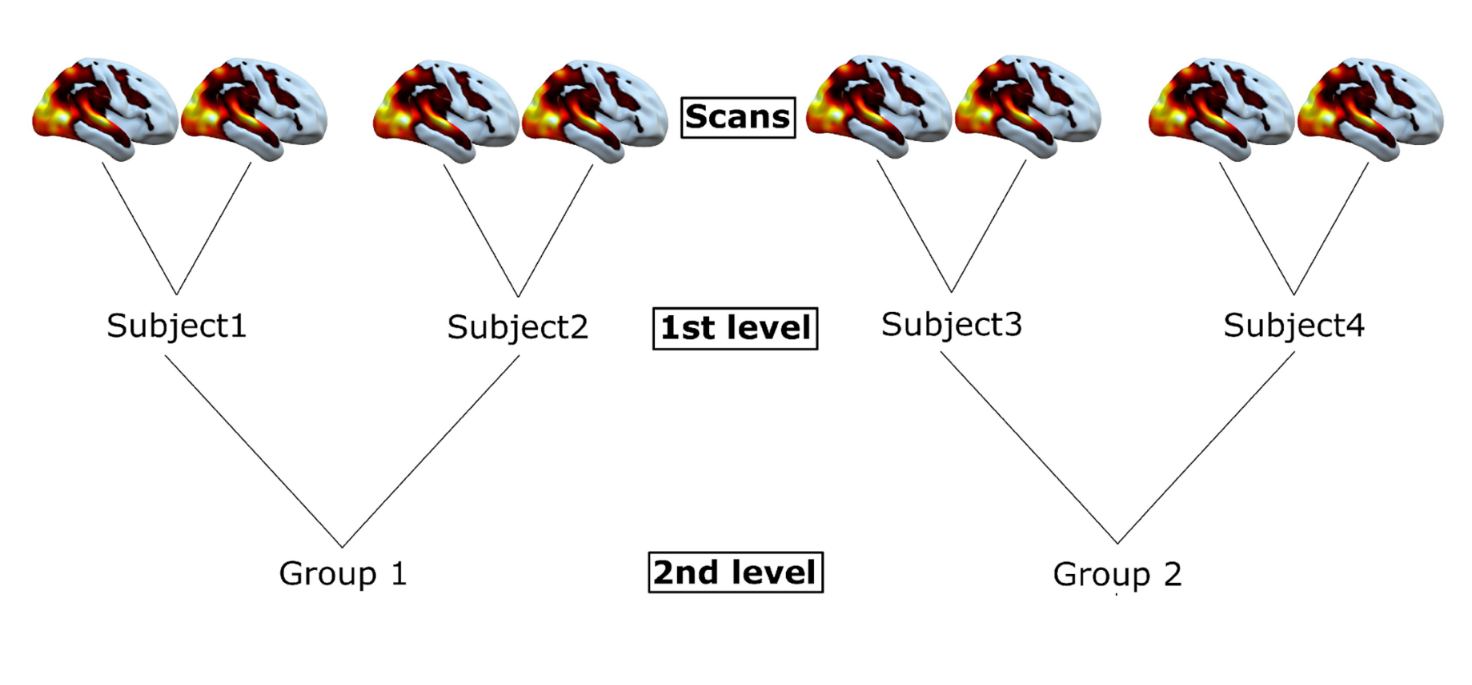 Scans
Subject1
Subject2
1st level
Subject3
Subject4
Group 1
2nd level
Group 2